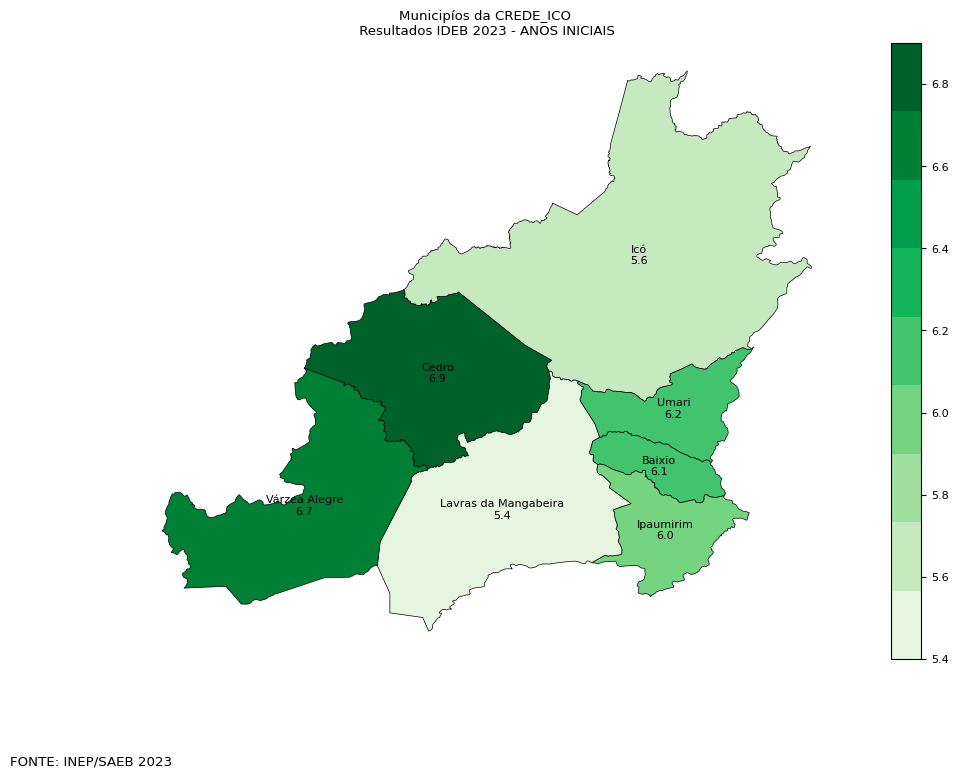 Municipíos da CREDE_ICO
Resultados IDEB 2023 - ANOS INICIAIS
6.8
6.6
6.4
6.2
6.0
5.8
5.6
5.4
Icó
5.6
Cedro
6.9
Umari
6.2
Baixio
6.1
Várzea Alegre
6.7
Lavras da Mangabeira
5.4
Ipaumirim
6.0
FONTE: INEP/SAEB 2023